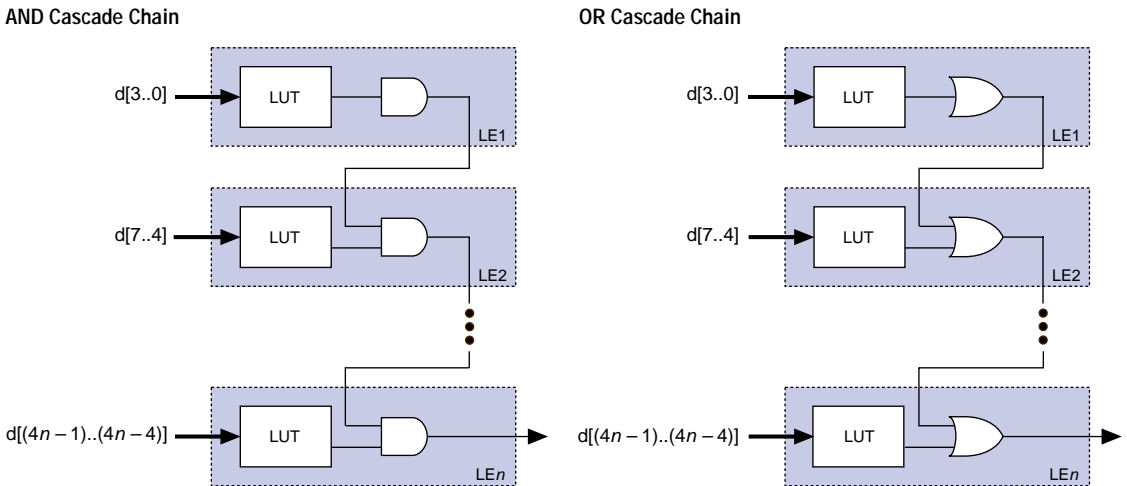 AND Cascade Chain
d[3..0]
LUT
LE1
d[7..4]
LUT
LE2
d[(4n – 1)..(4n – 4)]
LUT
LEn
OR Cascade Chain
d[3..0]
LUT
LE1
d[7..4]
LUT
LE2
d[(4n – 1)..(4n – 4)]
LUT
LEn